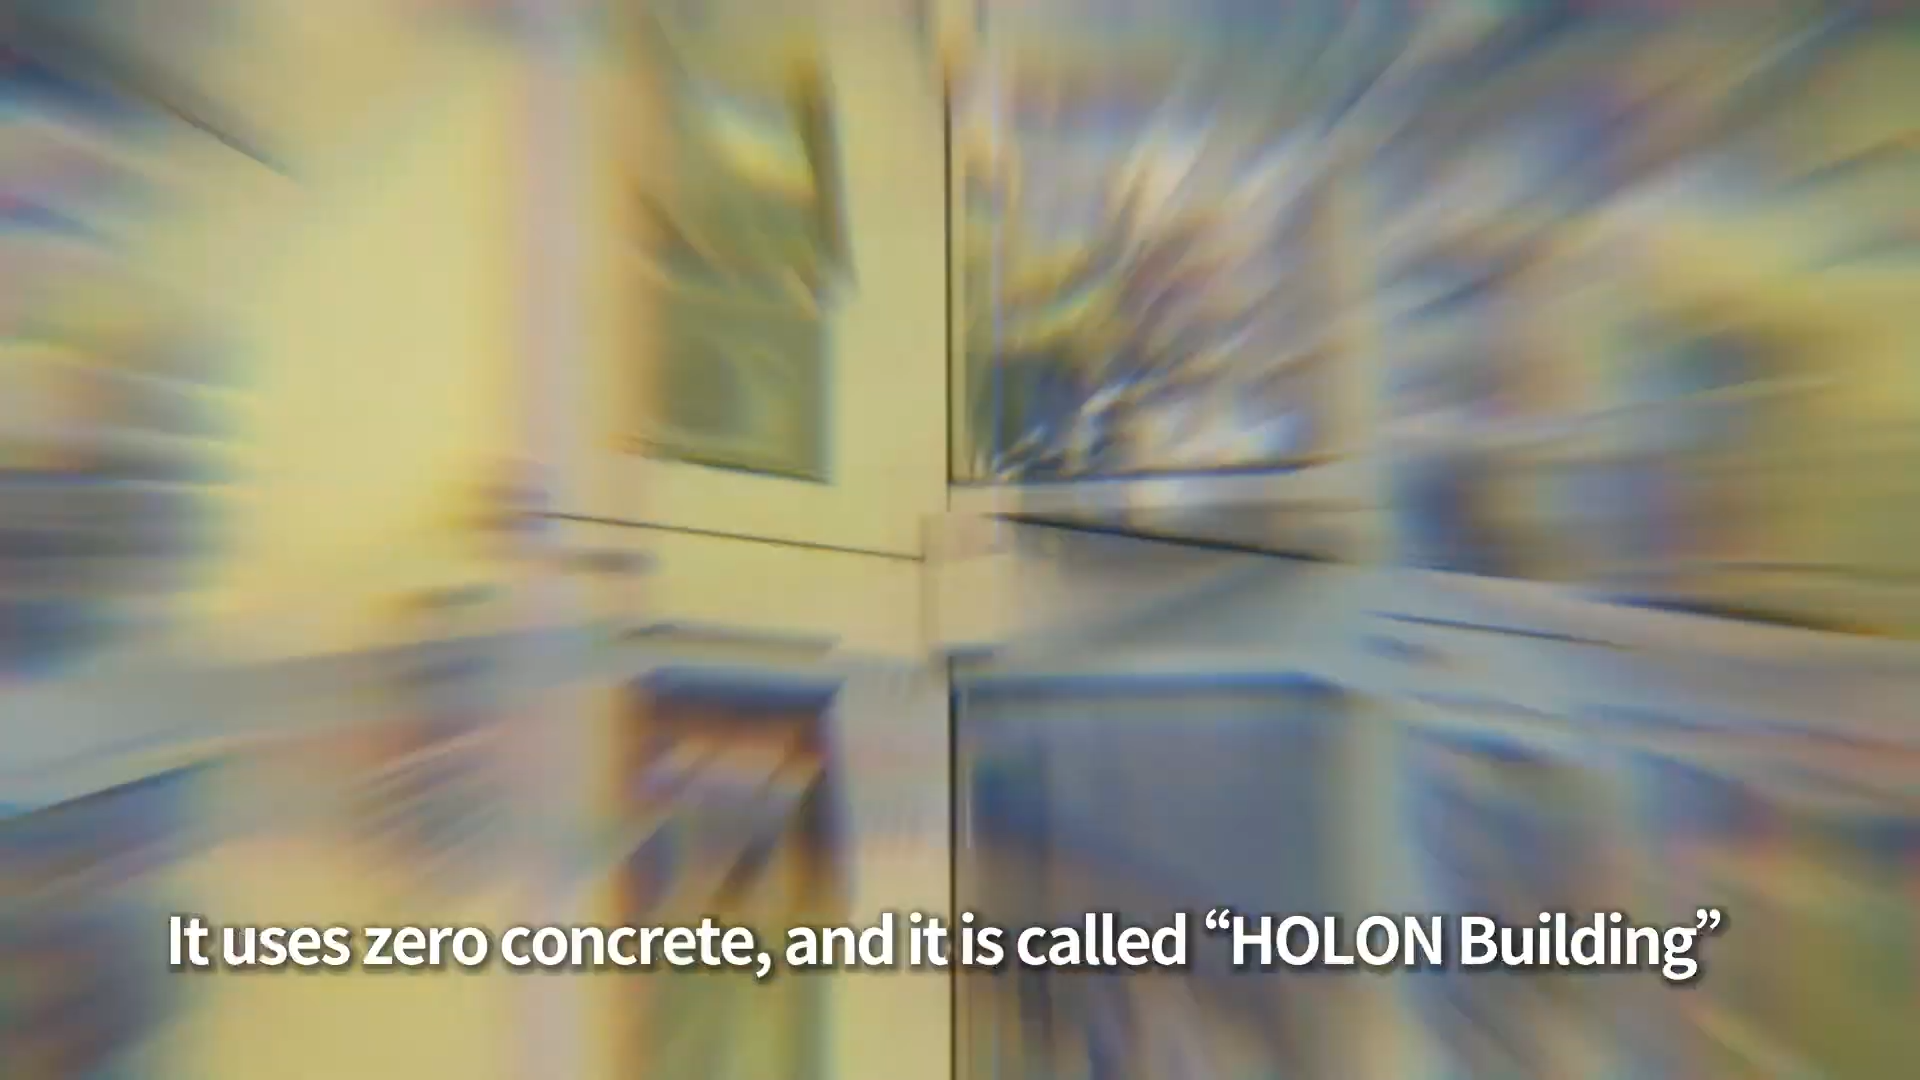 It uses zero concrete, and it is called “HOLON Building”